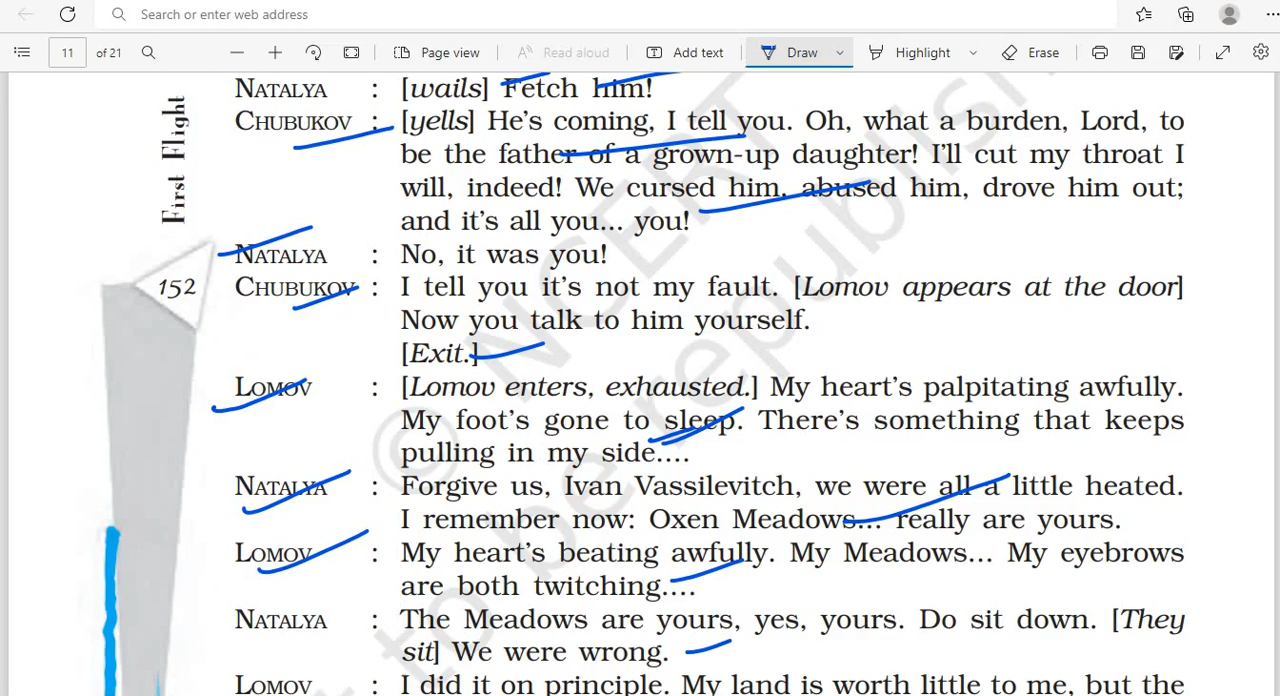 Search or enter web address
11 of 21 Page view Read aloud Add text Draw Highlight Erase
First Flight
152
NATALYA : [wails] Fetch him!
CHUBUKOV : [yells] He's coming, I tell you. Oh, what a burden, Lord, to
be the father of a grown-up daughter! I'll cut my throat I
will, indeed! We cursed him, abused him, drove him out;
and it's all you... you!
NATALYA : No, it was you!
CHUBUKOV : I tell you it's not my fault. [Lomov appears at the door]
Now you talk to him yourself.
[Exit.]
LOMOV : [Lomov enters, exhausted.] My heart's palpitating awfully.
My foot's gone to sleep. There's something that keeps
pulling in my side....
NATALYA : Forgive us, Ivan Vassilevitch, we were all a little heated.
I remember now: Oxen Meadows... really are yours.
LOMOV : My heart's beating awfully. My Meadows... My eyebrows
are both twitching....
NATALYA : The Meadows are yours, yes, yours. Do sit down. [They
sit] We were wrong.
LOMOV : I did it on principle. My land is worth little to me, but the
© NCERT
not to be republish